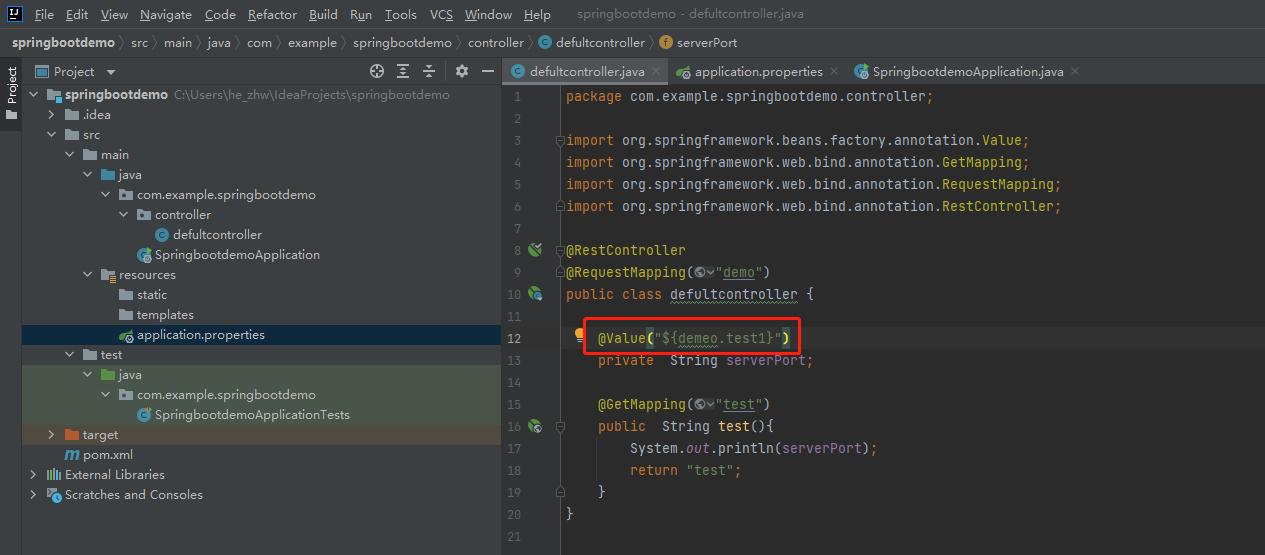 File Edit View Navigate Code Refactor Build Run Tools VCS Window Help springbootdemo - defultcontroller.java
springbootdemo src main java com example springbootdemo controller defultcontroller serverPort
Project
Project
springbootdemo C:\Users\he_zhw\IdeaProjects\springbootdemo
.idea
src
main
java
com.example.springbootdemo
controller
defultcontroller
SpringbootdemoApplication
resources
static
templates
application.properties
test
java
com.example.springbootdemo
SpringbootdemoApplicationTests
target
pom.xml
External Libraries
Scratches and Consoles
defultcontroller.java application.properties SpringbootdemoApplication.java
1 package com.example.springbootdemo.controller;
2
3 import org.springframework.beans.factory.annotation.Value;
4 import org.springframework.web.bind.annotation.GetMapping;
5 import org.springframework.web.bind.annotation.RequestMapping;
6 import org.springframework.web.bind.annotation.RestController;
7
8 @RestController
9 @RequestMapping("demo")
10 public class defultcontroller {
11
12 @Value("${demeo.test1}")
13 private String serverPort;
14
15 @GetMapping("test")
16 public String test(){
17 System.out.println(serverPort);
18 return "test";
19 }
20 }
21